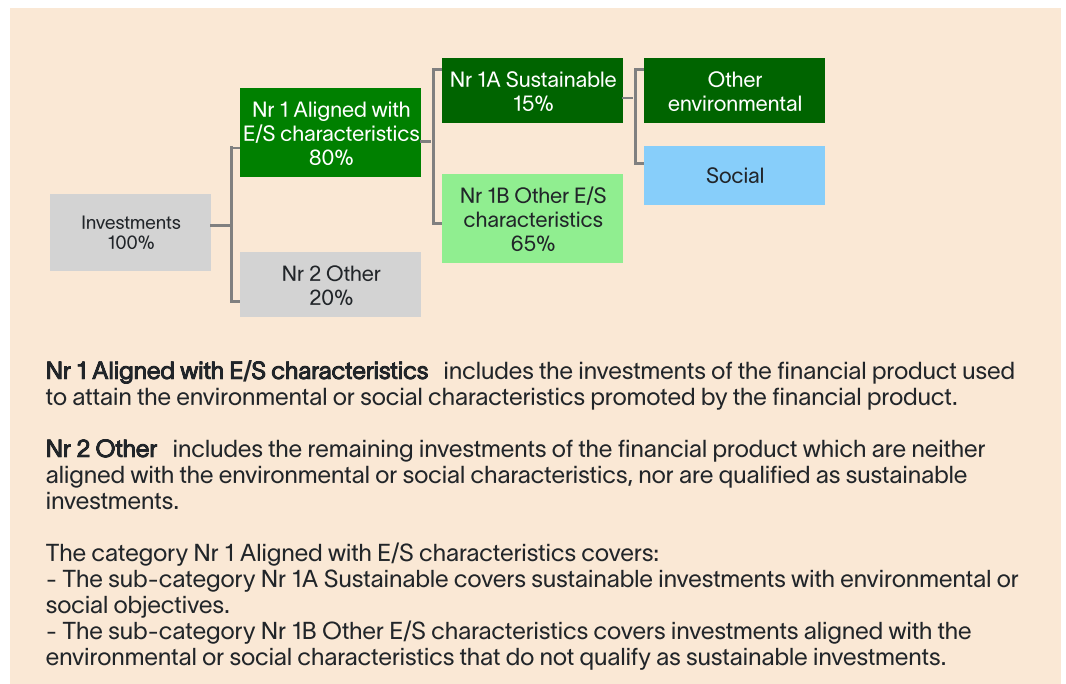 Nr 1A Sustainable
15%
Other
environmental
Nr 1 Aligned with
E/S characteristics
80%
Social
Nr 1B Other E/S
characteristics
65%
Investments
100%
Nr 2 Other
20%
Nr 1 Aligned with E/S characteristics includes the investments of the financial product used
to attain the environmental or social characteristics promoted by the financial product.
Nr 2 Other includes the remaining investments of the financial product which are neither
aligned with the environmental or social characteristics, nor are qualified as sustainable
investments.
The category Nr 1 Aligned with E/S characteristics covers:
- The sub-category Nr 1A Sustainable covers sustainable investments with environmental or
social objectives.
- The sub-category Nr 1B Other E/S characteristics covers investments aligned with the
environmental or social characteristics that do not qualify as sustainable investments.